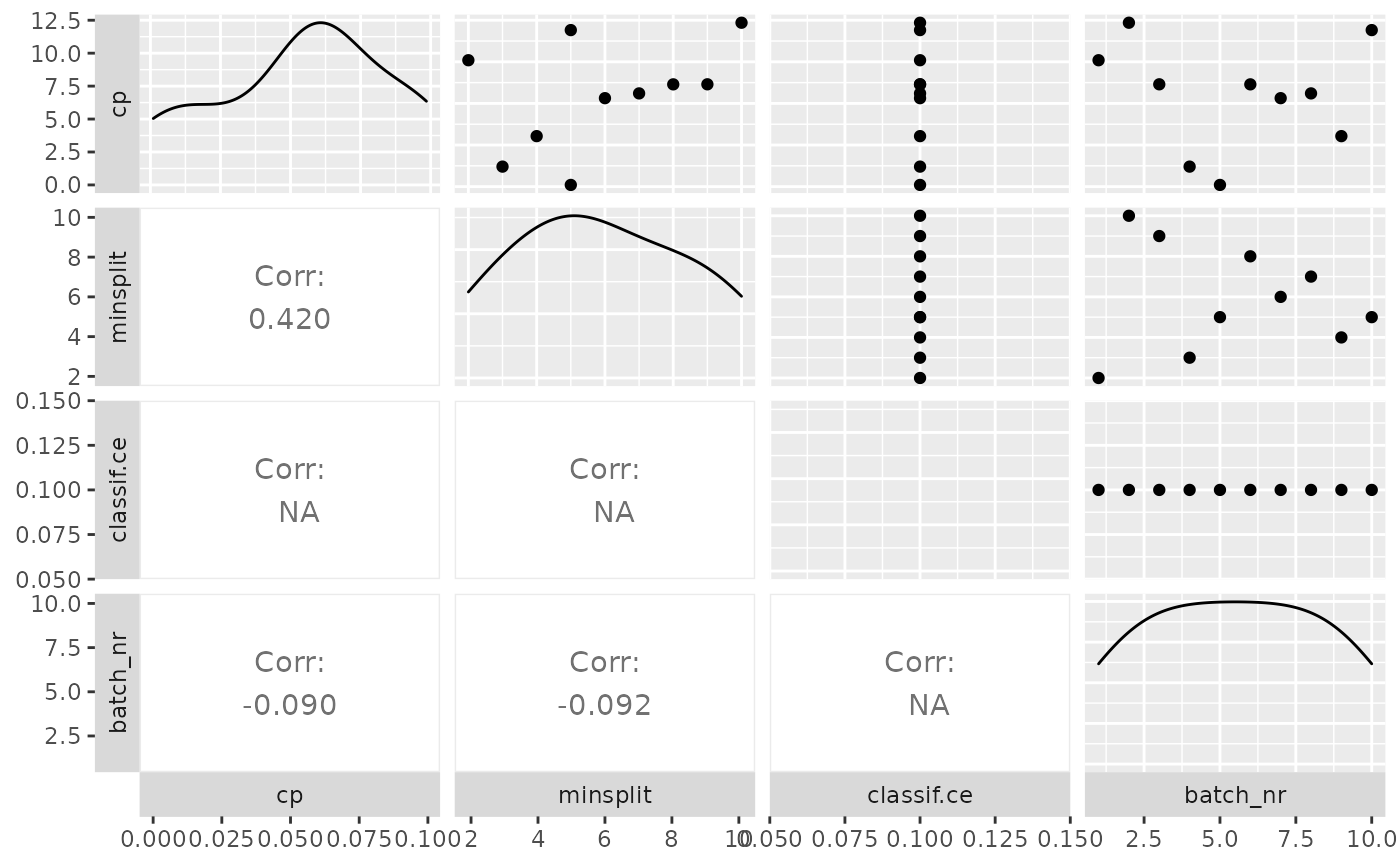 12.5
10.0
7.5
5.0
2.5
0.0
cp
10
8
6
4
2
minsplit
Corr:
0.420
0.150
0.125
0.100
0.075
0.050
classif.ce
Corr:
NA
Corr:
NA
10.0
7.5
5.0
2.5
batch_nr
Corr:
-0.090
Corr:
-0.092
Corr:
NA
cp minsplit classif.ce batch_nr
0.000 0.025 0.050 0.075 0.100 2 4 6 8 10 0.050 0.075 0.100 0.125 0.150 2.5 5.0 7.5 10.0